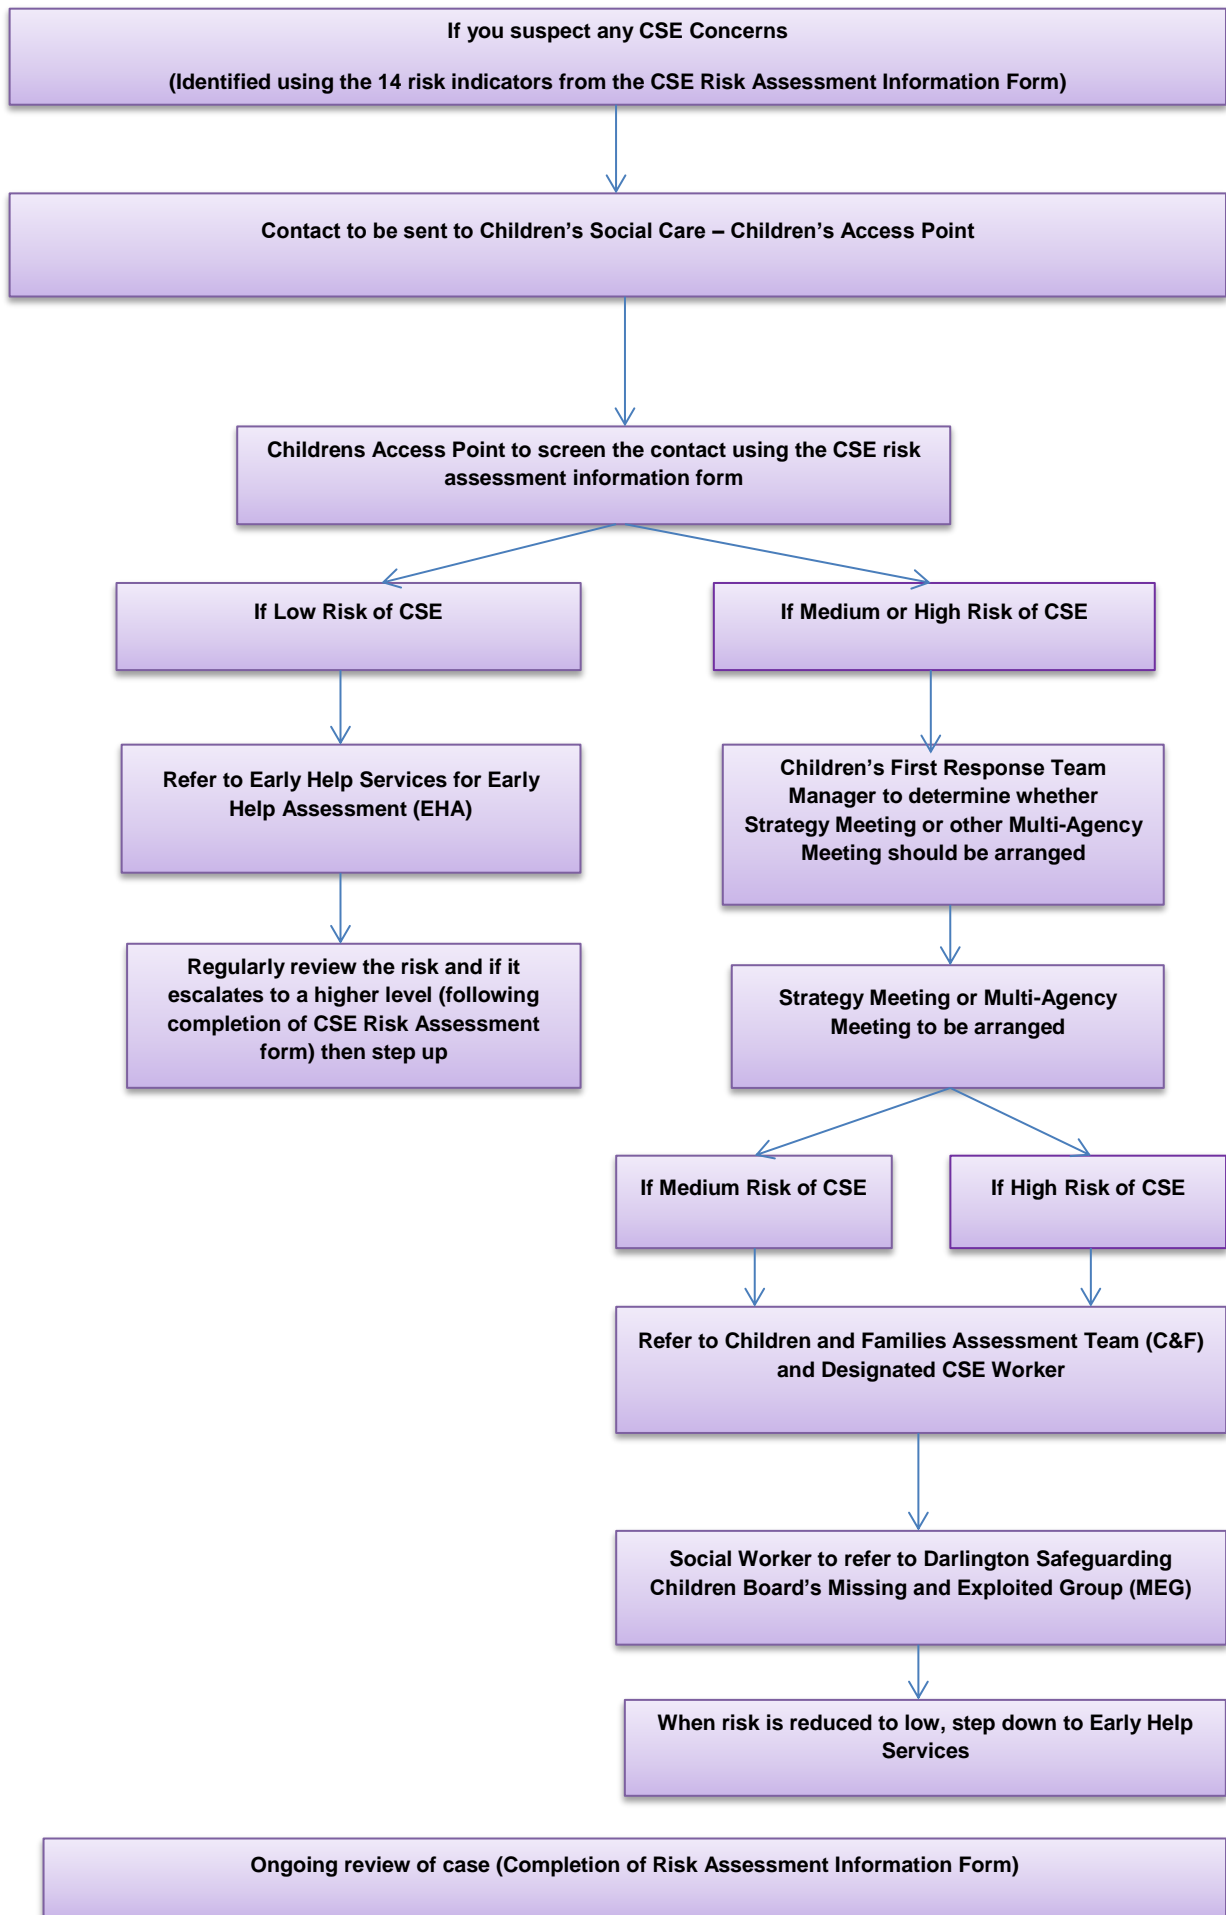 If you suspect any CSE Concerns
(Identified using the 14 risk indicators from the CSE Risk Assessment Information Form)
Contact to be sent to Children’s Social Care – Children’s Access Point
Childrens Access Point to screen the contact using the CSE risk
assessment information form
If Low Risk of CSE
If Medium or High Risk of CSE
Refer to Early Help Services for Early
Help Assessment (EHA)
Children’s First Response Team
Manager to determine whether
Strategy Meeting or other Multi-Agency
Meeting should be arranged
Regularly review the risk and if it
escalates to a higher level (following
completion of CSE Risk Assessment
form) then step up
Strategy Meeting or Multi-Agency
Meeting to be arranged
If Medium Risk of CSE
If High Risk of CSE
Refer to Children and Families Assessment Team (C&F)
and Designated CSE Worker
Social Worker to refer to Darlington Safeguarding
Children Board’s Missing and Exploited Group (MEG)
When risk is reduced to low, step down to Early Help
Services
Ongoing review of case (Completion of Risk Assessment Information Form)